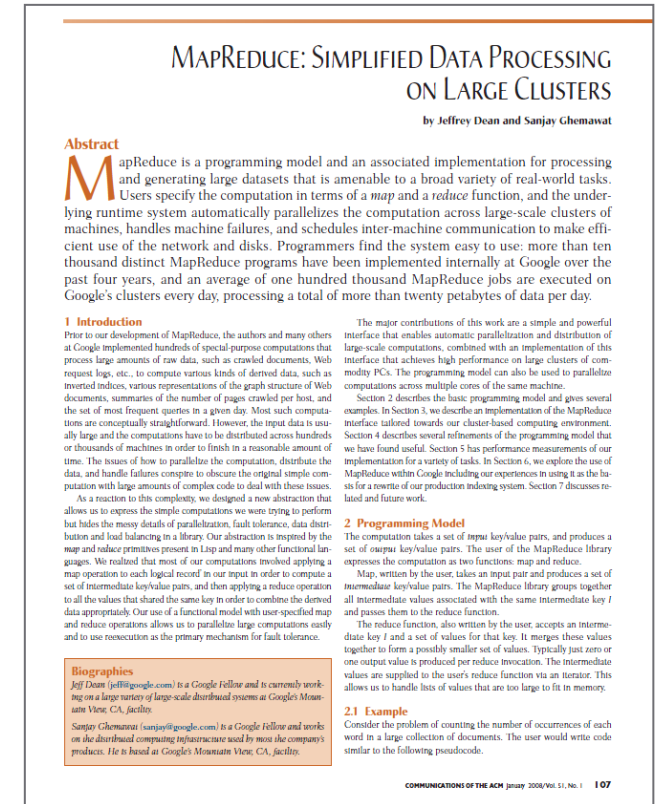 MAPREDUCE: SIMPLIFIED DATA PROCESSING
ON LARGE CLUSTERS
by Jeffrey Dean and Sanjay Ghemawat
Abstract
MapReduce is a programming model and an associated implementation for processing
and generating large datasets that is amenable to a broad variety of real-world tasks.
Users specify the computation in terms of a map and a reduce function, and the under-
lying runtime system automatically parallelizes the computation across large-scale clusters of
machines, handles machine failures, and schedules inter-machine communication to make effi-
cient use of the network and disks. Programmers find the system easy to use: more than ten
thousand distinct MapReduce programs have been implemented internally at Google over the
past four years, and an average of one hundred thousand MapReduce jobs are executed on
Google's clusters every day, processing a total of more than twenty petabytes of data per day.
1 Introduction
Prior to our development of MapReduce, the authors and many others
at Google implemented hundreds of special-purpose computations that
process large amounts of raw data, such as crawled documents, Web
request logs, etc., to compute various kinds of derived data, such as
inverted indices, various representations of the graph structure of Web
documents, summaries of the number of pages crawled per host, and
the set of most frequent queries in a given day. Most such computa-
tions are conceptually straightforward. However, the input data is usu-
ally large and the computations have to be distributed across hundreds
or thousands of machines in order to finish in a reasonable amount of
time. The issues of how to parallelize the computation, distribute the
data, and handle failures conspire to obscure the original simple com-
putation with large amounts of complex code to deal with these issues.
As a reaction to this complexity, we designed a new abstraction that
allows us to express the simple computations we were trying to perform
but hides the messy details of parallelization, fault tolerance, data distri-
bution and load balancing in a library. Our abstraction is inspired by the
map and reduce primitives present in Lisp and many other functional lan-
guages. We realized that most of our computations involved applying a
map operation to each logical record' in our input in order to compute a
set of intermediate key/value pairs, and then applying a reduce operation
to all the values that shared the same key in order to combine the derived
data appropriately. Our use of a functional model with user-specified map
and reduce operations allows us to parallelize large computations easily
and to use reexecution as the primary mechanism for fault tolerance.
Biographies
Jeff Dean (jeff@google.com) is a Google Fellow and is currently work-
ing on a large variety of large-scale distributed systems at Google's Moun-
tain View, CA, facility.
Sanjay Ghemawat (sanjay@google.com) is a Google Fellow and works
on the distributed computing infrastructure used by most the company's
products. He is based at Google's Mountain View, CA, facility.
The major contributions of this work are a simple and powerful
interface that enables automatic parallelization and distribution of
large-scale computations, combined with an implementation of this
interface that achieves high performance on large clusters of com-
modity PCs. The programming model can also be used to parallelize
computations across multiple cores of the same machine.
Section 2 describes the basic programming model and gives several
examples. In Section 3, we describe an implementation of the MapReduce
interface tailored towards our cluster-based computing environment.
Section 4 describes several refinements of the programming model that
we have found useful. Section 5 has performance measurements of our
implementation for a variety of tasks. In Section 6, we explore the use of
MapReduce within Google including our experiences in using it as the ba-
sis for a rewrite of our production indexing system. Section 7 discusses re-
lated and future work.
2 Programming Model
The computation takes a set of input key/value pairs, and produces a
set of output key/value pairs. The user of the MapReduce library
expresses the computation as two functions: map and reduce.
Map, written by the user, takes an input pair and produces a set of
intermediate key/value pairs. The MapReduce library groups together
all intermediate values associated with the same intermediate key I
and passes them to the reduce function.
The reduce function, also written by the user, accepts an interme-
diate key I and a set of values for that key. It merges these values
together to form a possibly smaller set of values. Typically just zero or
one output value is produced per reduce invocation. The intermediate
values are supplied to the user's reduce function via an iterator. This
allows us to handle lists of values that are too large to fit in memory.
2.1 Example
Consider the problem of counting the number of occurrences of each
word in a large collection of documents. The user would write code
similar to the following pseudocode.
COMMUNICATIONS OF THE ACM January 2008/Vol. 51, No. 1 107